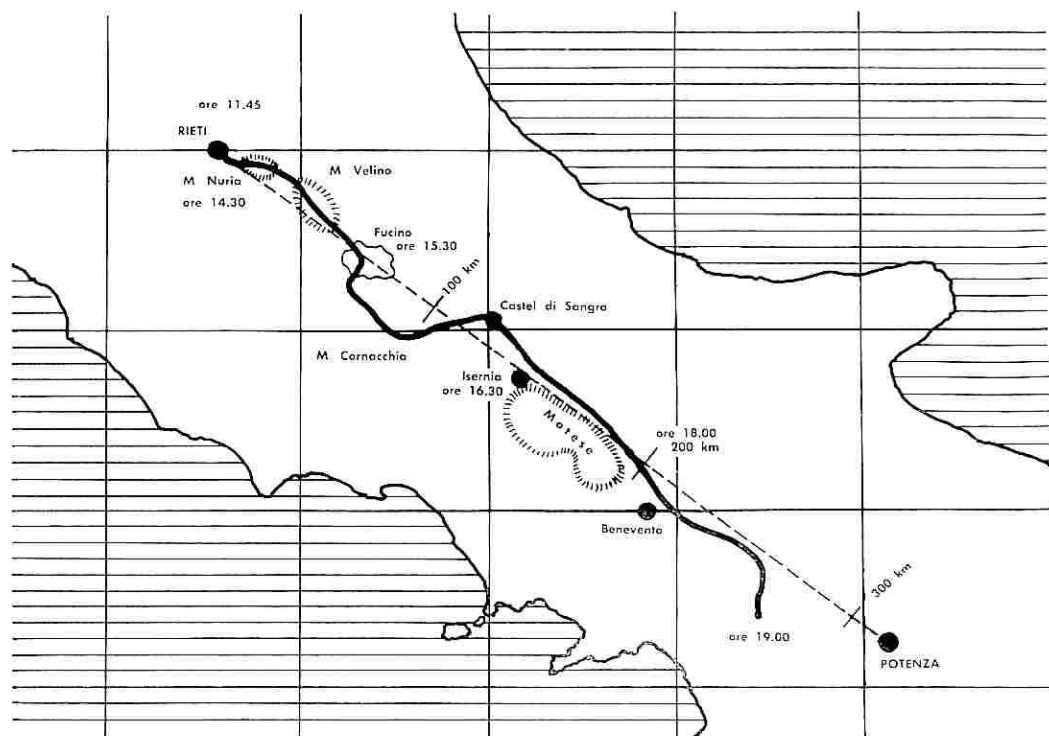 ore 11.45
RIETI
M Velino
M Nuria
ore 14.30
Fucino
ore 15.30
100 km
Castel di Sangro
M Cornacchia
Isernia
ore 16.30
Matese
ore 18.00
200 km
Benevento
300 km
ore 19.00
POTENZA